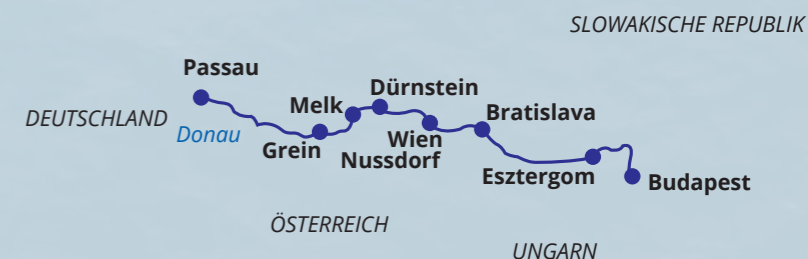 SLOWAKISCHE REPUBLIK
Passau
Dürnstein
Melk
Bratislava
DEUTSCHLAND
Donau
Wien
Grein
Nussdorf
Esztergom
Budapest
ÖSTERREICH
UNGARN